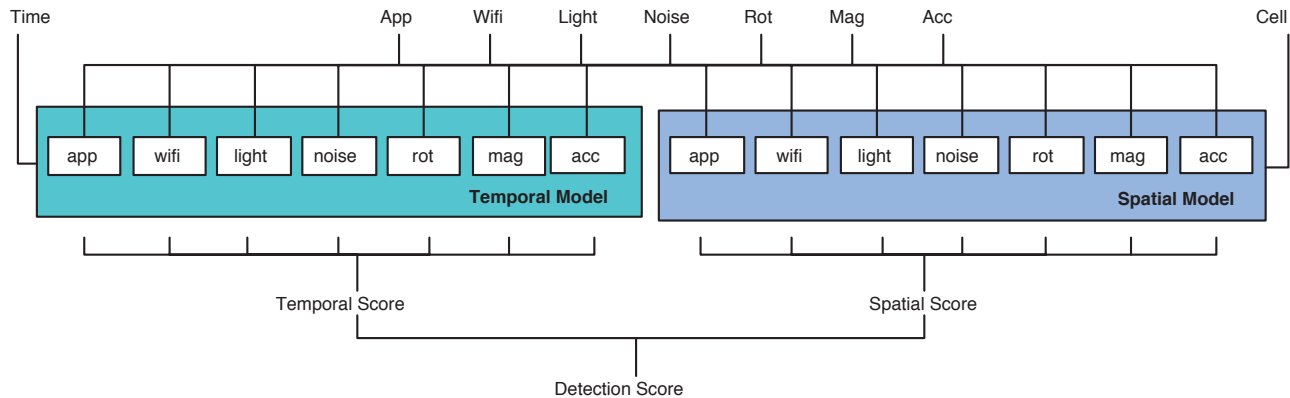 Time App Wifi Light Noise Rot Mag Acc Cell
app wifi light noise rot mag acc app wifi light noise rot mag acc
Temporal Model Spatial Model
Temporal Score Spatial Score
Detection Score